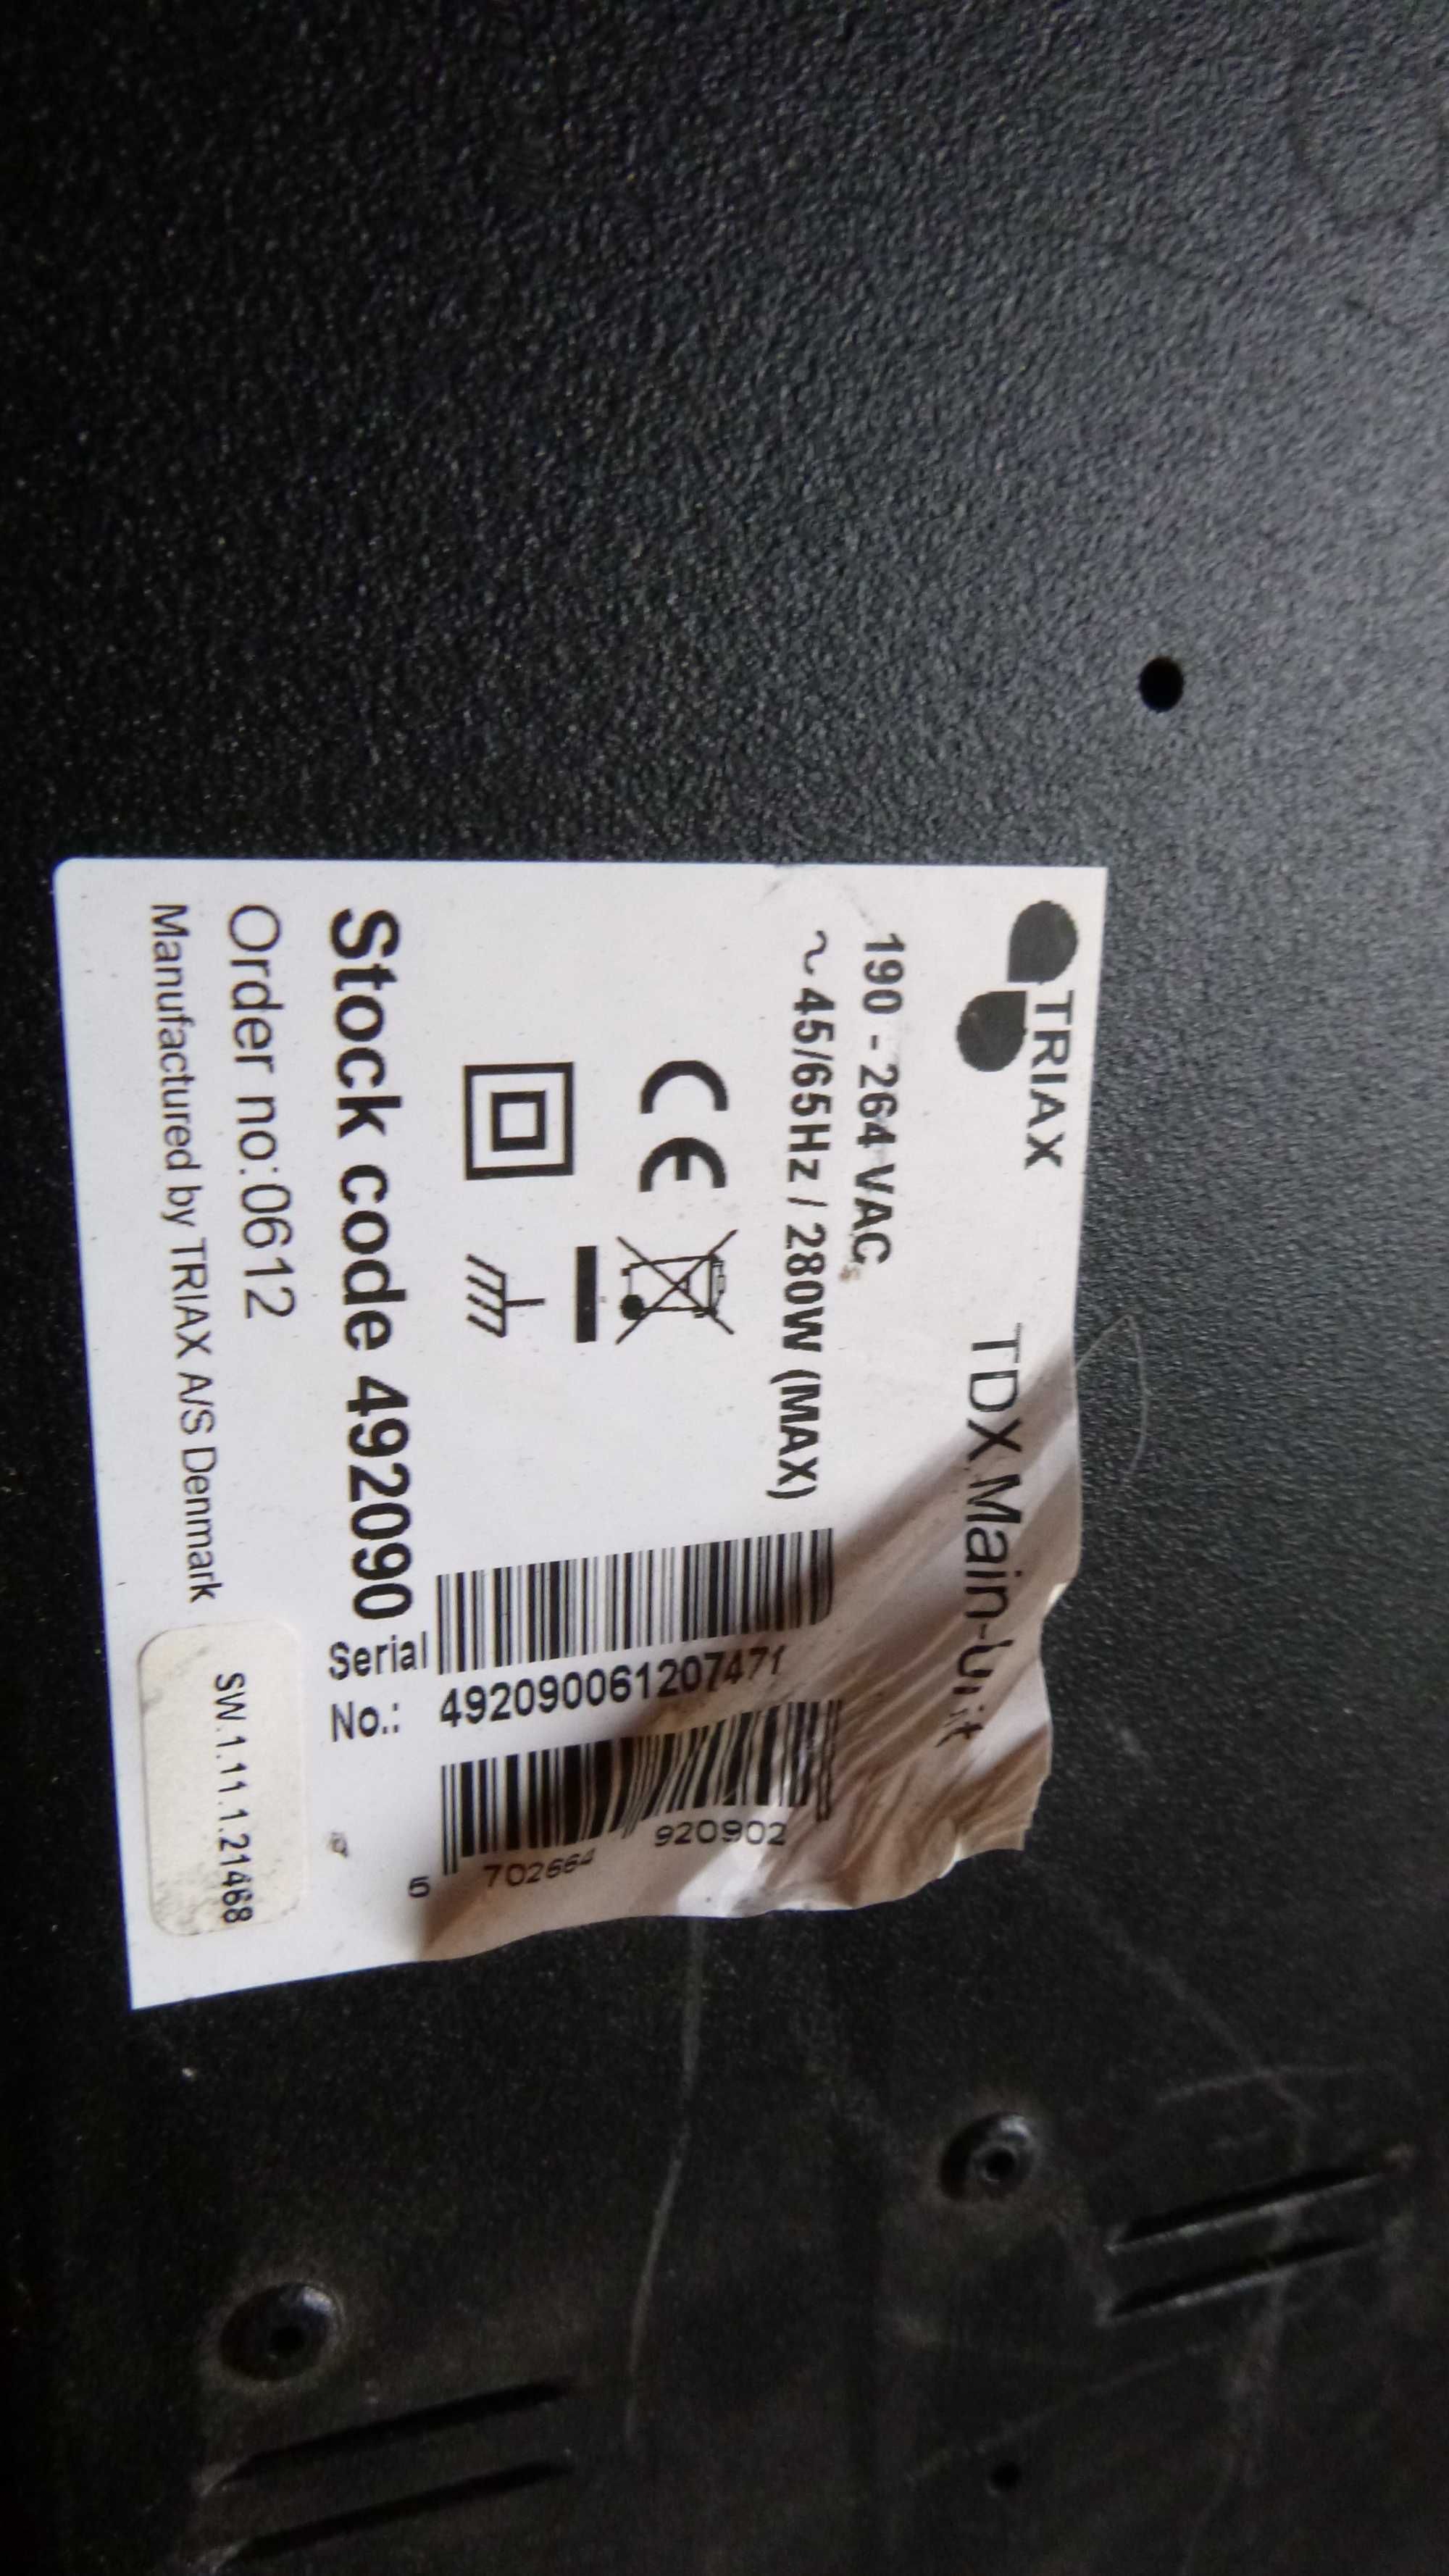 TRIAX
TDX Main-Unit
190 - 264 VAC
~ 45/65Hz / 280W (MAX)
CE
Stock code 492090
Order no:0612
Manufactured by TRIAX A/S Denmark
Serial No.: 492090061207471
5 702664 920902
SW.1.11.1.21468